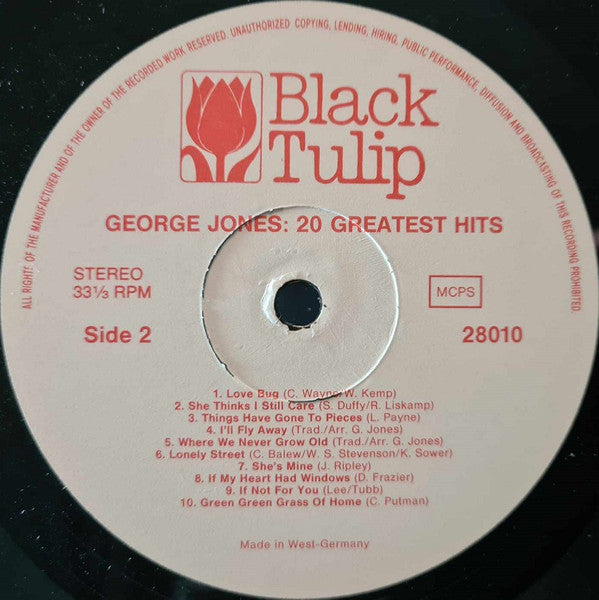 ALL RIGHTS OF THE MANUFACTURER AND OF THE OWNER OF THE RECORDED WORK RESERVED. UNAUTHORIZED COPYING, LENDING, HIRING, PUBLIC PERFORMANCE, DIFFUSION AND BROADCASTING OF THIS RECORDING PROHIBITED.
Black
Tulip
GEORGE JONES: 20 GREATEST HITS
STEREO
33⅓ RPM
MCPS
Side 2
28010
1. Love Bug (C. Wayne/W. Kemp)
2. She Thinks I Still Care (S. Duffy/R. Liskamp)
3. Things Have Gone To Pieces (L. Payne)
4. I'll Fly Away (Trad./Arr. G. Jones)
5. Where We Never Grow Old (Trad./Arr. G. Jones)
6. Lonely Street (C. Balew/W. S. Stevenson/K. Sower)
7. She's Mine (J. Ripley)
8. If My Heart Had Windows (D. Frazier)
9. If Not For You (Lee/Tubb)
10. Green Green Grass Of Home (C. Putman)
Made in West-Germany